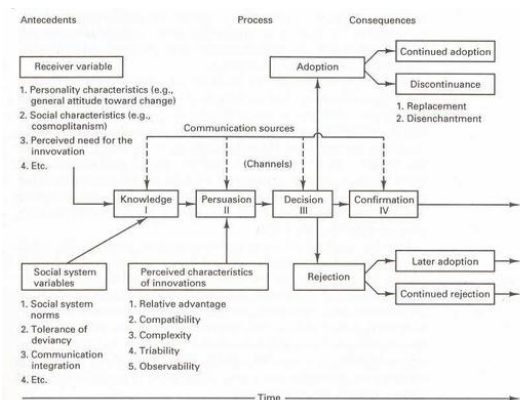 Antecedents
Process
Consequences
Receiver variable
1. Personality characteristics (e.g.,
general attitude toward change)
2. Social characteristics (e.g.,
cosmoplitanism)
3. Perceived need for the
innvovation
4. Etc.
Adoption
Continued adoption
Discontinuance
1. Replacement
2. Disenchantment
Communication sources
(Channels)
Knowledge
I
Persuasion
II
Decision
III
Confirmation
IV
Social system
variables
1. Social system
norms
2. Tolerance of
deviancy
3. Communication
integration
4. Etc.
Perceived characteristics
of innovations
1. Relative advantage
2. Compatibility
3. Complexity
4. Triability
5. Observability
Rejection
Later adoption
Continued rejection
Time